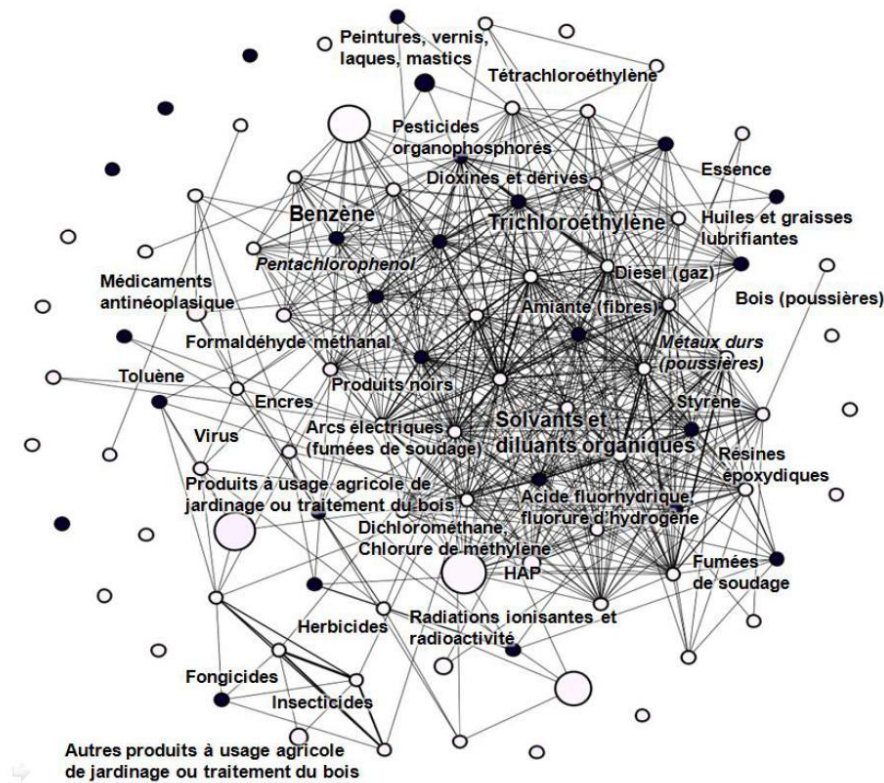 Peintures, vernis,
laques, mastics
Tétrachloroéthylène
Pesticides
organophosphorés
Dioxines et dérivés
Essence
Benzène
Trichloroéthylène
Huiles et graisses
lubrifiantes
Pentachlorophenol
Diesel (gaz)
Médicaments
antinéoplasique
Amiante (fibres)
Bois (poussières)
Formaldéhyde méthanal
Métaux durs
(poussières)
Toluène
Produits noirs
Encres
Styrène
Virus
Arcs électriques
(fumées de soudage)
Solvants et
diluants organiques
Résines
époxydiques
Produits à usage agricole de
jardinage ou traitement du bois
Acide fluorhydrique,
fluorure d'hydrogène
Dichlorométhane,
Chlorure de méthylène
HAP
Fumées
de soudage
Herbicides
Radiations ionisantes et
radioactivité
Fongicides
Insecticides
Autres produits à usage agricole
de jardinage ou traitement du bois